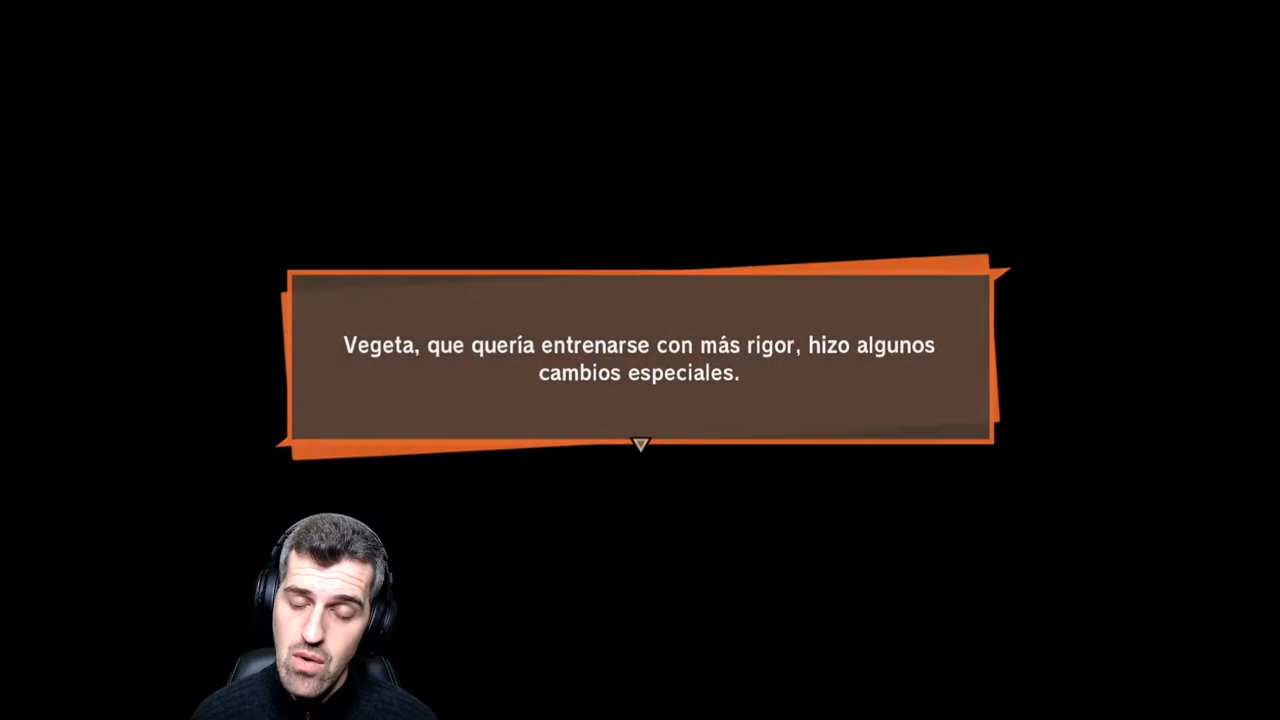 Vegeta, que quería entrenarse con más rigor, hizo algunos
cambios especiales.